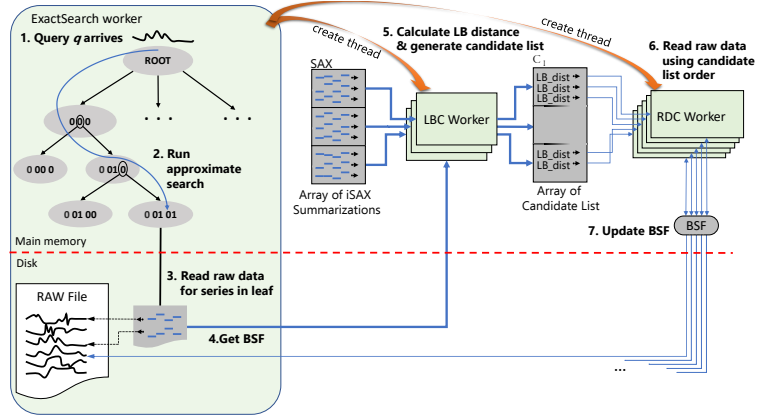 ExactSearch worker
1. Query q arrives
ROOT
0 0 0
. . .
. . .
2. Run
approximate
search
0 00 0
0 01 0
0 01 00
0 01 01
Main memory
Disk
3. Read raw data
for series in leaf
RAW File
4.Get BSF
create thread
create thread
5. Calculate LB distance
& generate candidate list
SAX
Array of iSAX
Summarizations
LBC Worker
C1
LB_dist
LB_dist
LB_dist
LB_dist
LB_dist
Array of
Candidate List
6. Read raw data
using candidate
list order
RDC Worker
7. Update BSF
BSF
...